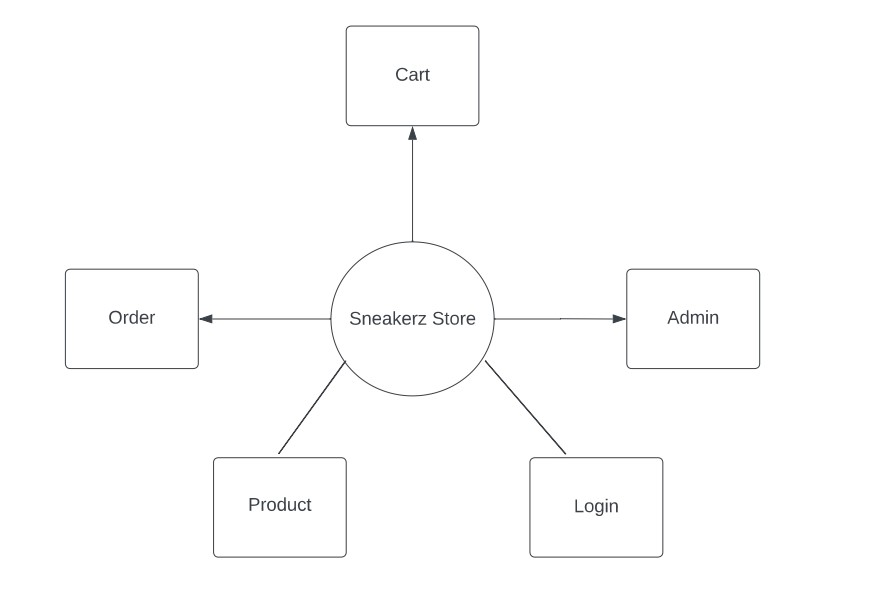 Cart
Order
Sneakerz Store
Admin
Product
Login